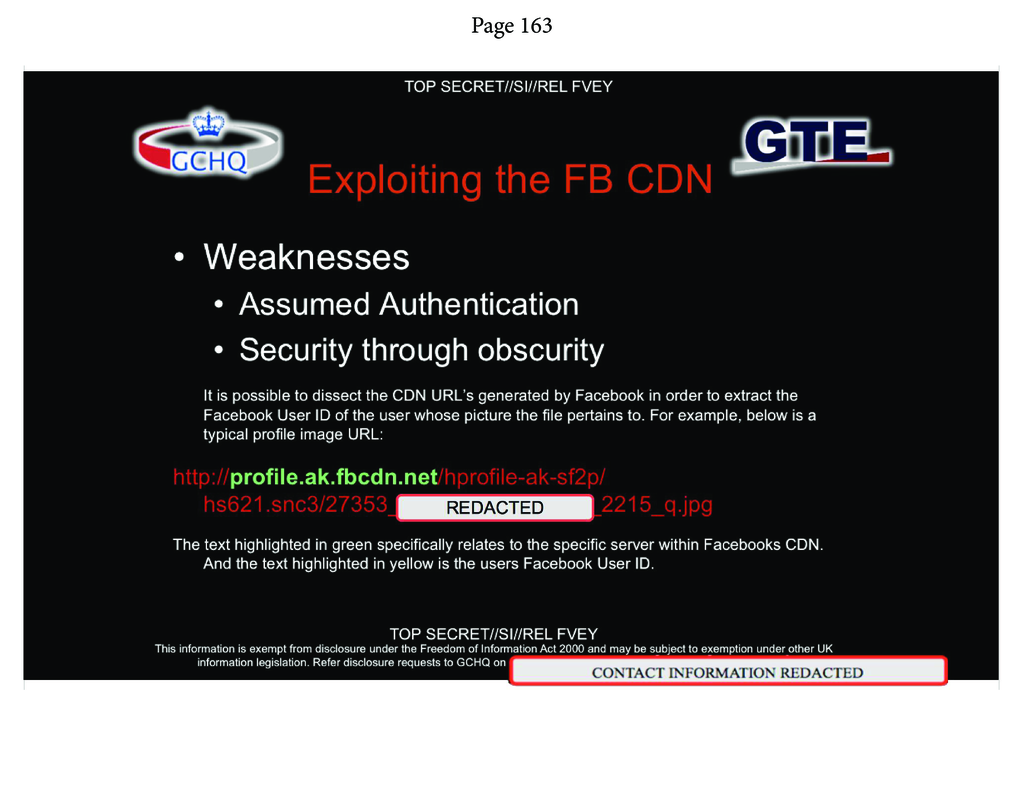 Page 163
TOP SECRET//SI//REL FVEY
GCHQ
GTE
Exploiting the FB CDN
• Weaknesses
• Assumed Authentication
• Security through obscurity
It is possible to dissect the CDN URL's generated by Facebook in order to extract the
Facebook User ID of the user whose picture the file pertains to. For example, below is a
typical profile image URL:
http://profile.ak.fbcdn.net/hprofile-ak-sf2p/
hs621.snc3/27353_ REDACTED _2215_q.jpg
The text highlighted in green specifically relates to the specific server within Facebooks CDN.
And the text highlighted in yellow is the users Facebook User ID.
TOP SECRET//SI//REL FVEY
This information is exempt from disclosure under the Freedom of Information Act 2000 and may be subject to exemption under other UK
information legislation. Refer disclosure requests to GCHQ on
CONTACT INFORMATION REDACTED